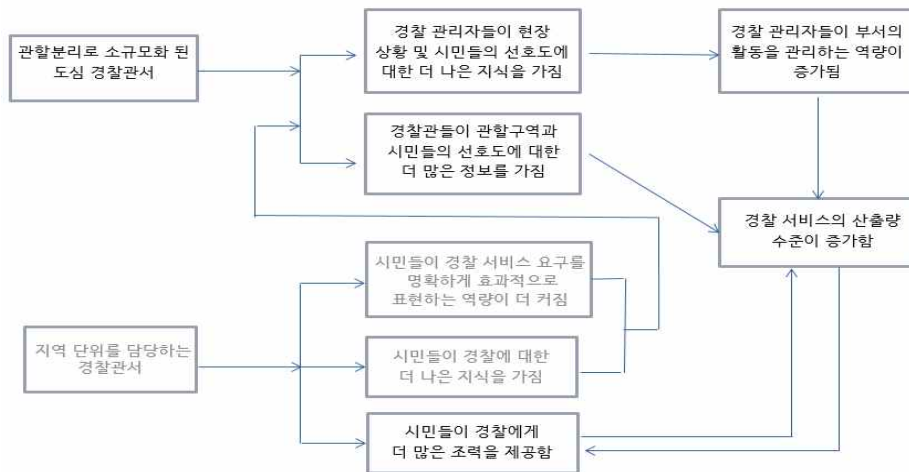 관할분리로 소규모화 된
도심 경찰관서
경찰 관리자들이 현장
상황 및 시민들의 선호도에
대한 더 나은 지식을 가짐
경찰 관리자들이 부서의
활동을 관리하는 역량이
증가됨
경찰관들이 관할구역과
시민들의 선호도에 대한
더 많은 정보를 가짐
경찰 서비스의 산출량
수준이 증가함
시민들이 경찰 서비스 요구를
명확하게 효과적으로
표현하는 역량이 더 커짐
지역 단위를 담당하는
경찰관서
시민들이 경찰에 대한
더 나은 지식을 가짐
시민들이 경찰에게
더 많은 조력을 제공함